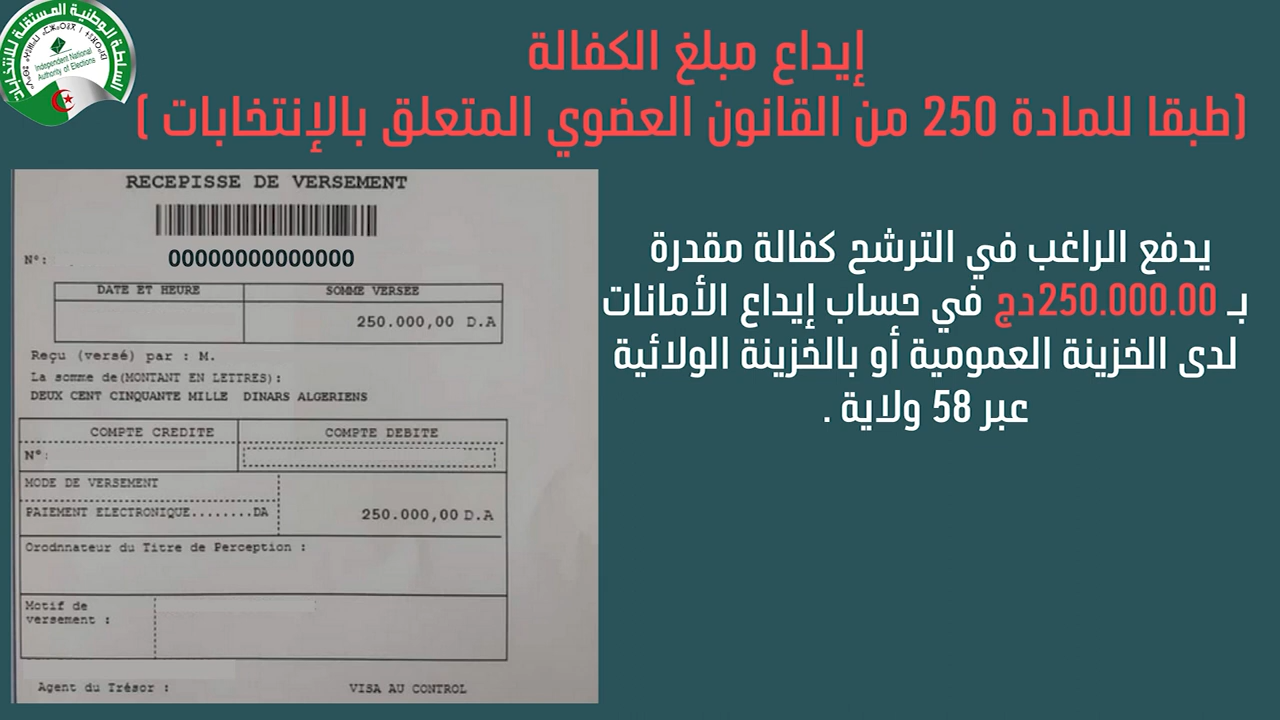 السلطة الوطنية المستقلة للانتخابات
Independent National
Authority of Elections
إيداع مبلغ الكفالة
(طبقا للمادة 250 من القانون العضوي المتعلق بالإنتخابات )
يدفع الراغب في الترشح كفالة مقدرة
بـ 250.000.00دج في حساب إيداع الأمانات
لدى الخزينة العمومية أو بالخزينة الولائية
عبر 58 ولاية .
RECEPISSE DE VERSEMENT
00000000000000
N°:
DATE ET HEURE SOMME VERSEE
250.000,00 D.A
Reçu (versé) par : M.
La somme de(MONTANT EN LETTRES):
DEUX CENT CINQUANTE MILLE DINARS ALGERIENS
COMPTE CREDITE COMPTE DEBITE
N°:
MODE DE VERSEMENT
PAIEMENT ELECTRONIQUE........DA 250.000,00 D.A
Orodnnateur du Titre de Perception :
Motif de
versement :
Agent du Trésor : VISA AU CONTROL